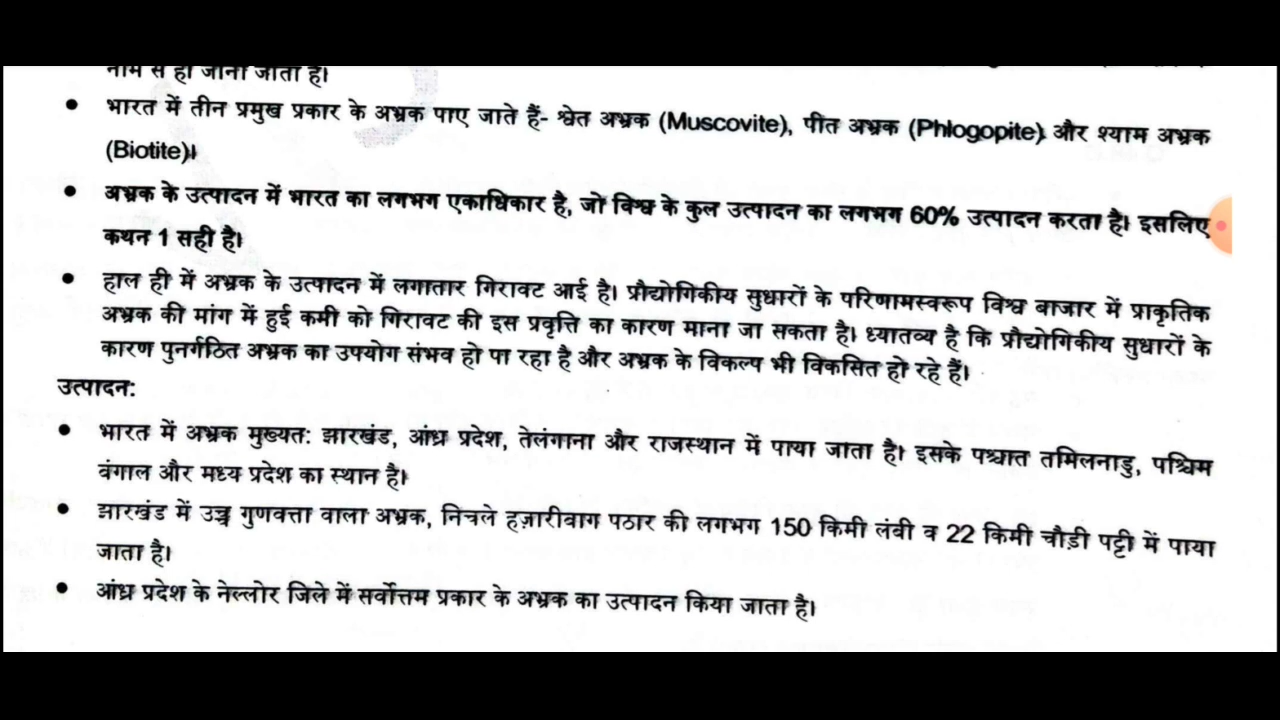 नाम से ही जाना जाता है।
भारत में तीन प्रमुख प्रकार के अभ्रक पाए जाते हैं- श्वेत अभ्रक (Muscovite), पीत अभ्रक (Phlogopite) और श्याम अभ्रक
(Biotite)।
अभ्रक के उत्पादन में भारत का लगभग एकाधिकार है, जो विश्व के कुल उत्पादन का लगभग 60% उत्पादन करता है। इसलिए
कथन 1 सही है।
हाल ही में अभ्रक के उत्पादन में लगातार गिरावट आई है। प्रौद्योगिकीय सुधारों के परिणामस्वरूप विश्व बाजार में प्राकृतिक
अभ्रक की मांग में हुई कमी को गिरावट की इस प्रवृत्ति का कारण माना जा सकता है। ध्यातव्य है कि प्रौद्योगिकीय सुधारों के
कारण पुनर्गठित अभ्रक का उपयोग संभव हो पा रहा है और अभ्रक के विकल्प भी विकसित हो रहे हैं।
उत्पादन:
भारत में अभ्रक मुख्यत: झारखंड, आंध्र प्रदेश, तेलंगाना और राजस्थान में पाया जाता है। इसके पश्चात तमिलनाडु, पश्चिम
बंगाल और मध्य प्रदेश का स्थान है।
झारखंड में उच्च गुणवत्ता वाला अभ्रक, निचले हज़ारीबाग पठार की लगभग 150 किमी लंबी व 22 किमी चौड़ी पट्टी में पाया
जाता है।
आंध्र प्रदेश के नेल्लोर जिले में सर्वोत्तम प्रकार के अभ्रक का उत्पादन किया जाता है।